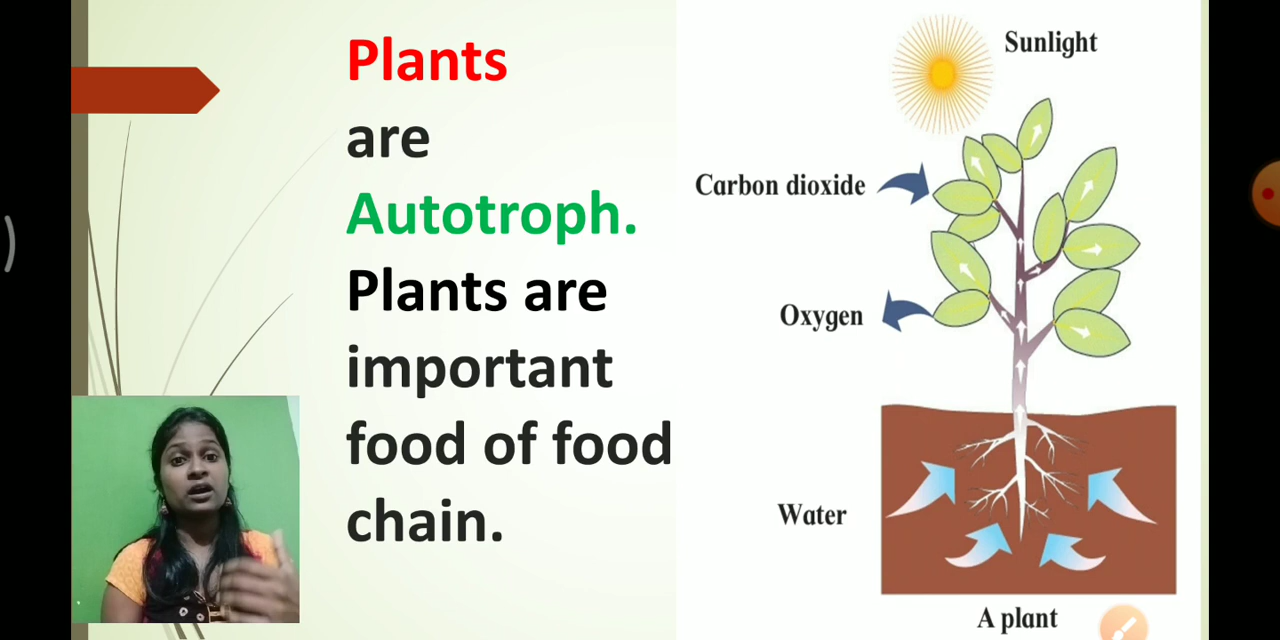 Plants
are
Autotroph.
Plants are
important
food of food
chain.
Sunlight
Carbon dioxide
Oxygen
Water
A plant